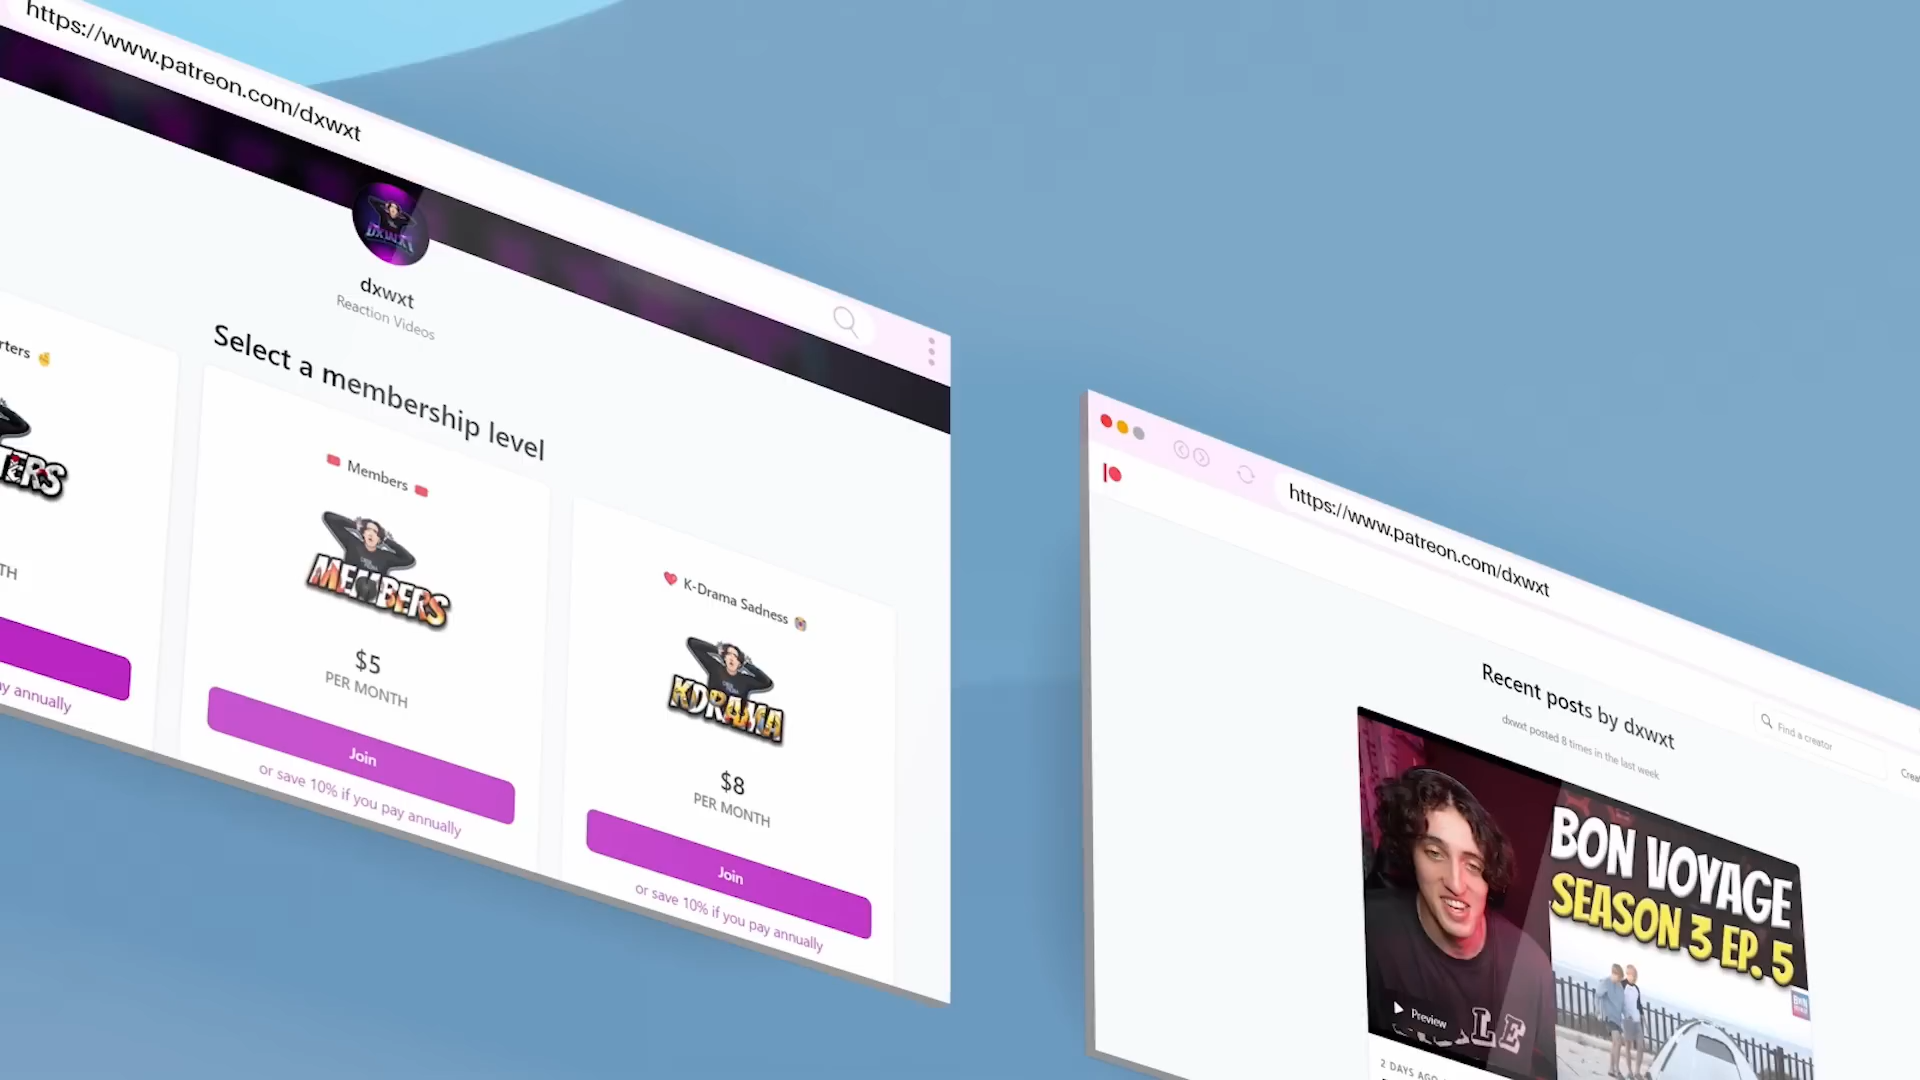 https://www.patreon.com/dxwxt
DXWXT
dxwxt
Reaction Videos
Select a membership level
Members
MEMBERS
$5
PER MONTH
Join
or save 10% if you pay annually
K-Drama Sadness
KDRAMA
$8
PER MONTH
Join
or save 10% if you pay annually
annually
https://www.patreon.com/dxwxt
Find a creator
Recent posts by dxwxt
dxwxt posted 8 times in the last week
BON VOYAGE
SEASON 3 EP. 5
Preview
2 DAYS AGO